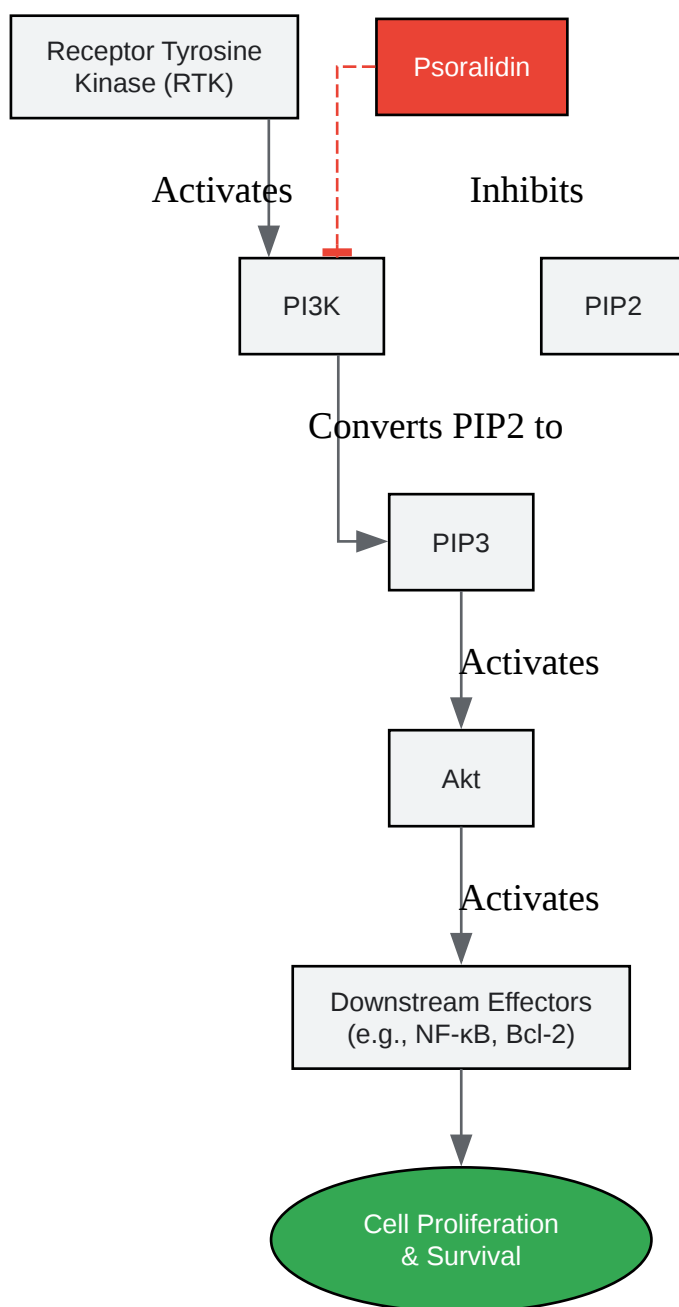 Receptor Tyrosine
Kinase (RTK)
Psoralidin
Activates
Inhibits
PI3K
PIP2
Converts PIP2 to
PIP3
Activates
Akt
Activates
Downstream Effectors
(e.g., NF-κB, Bcl-2)
Cell Proliferation
& Survival